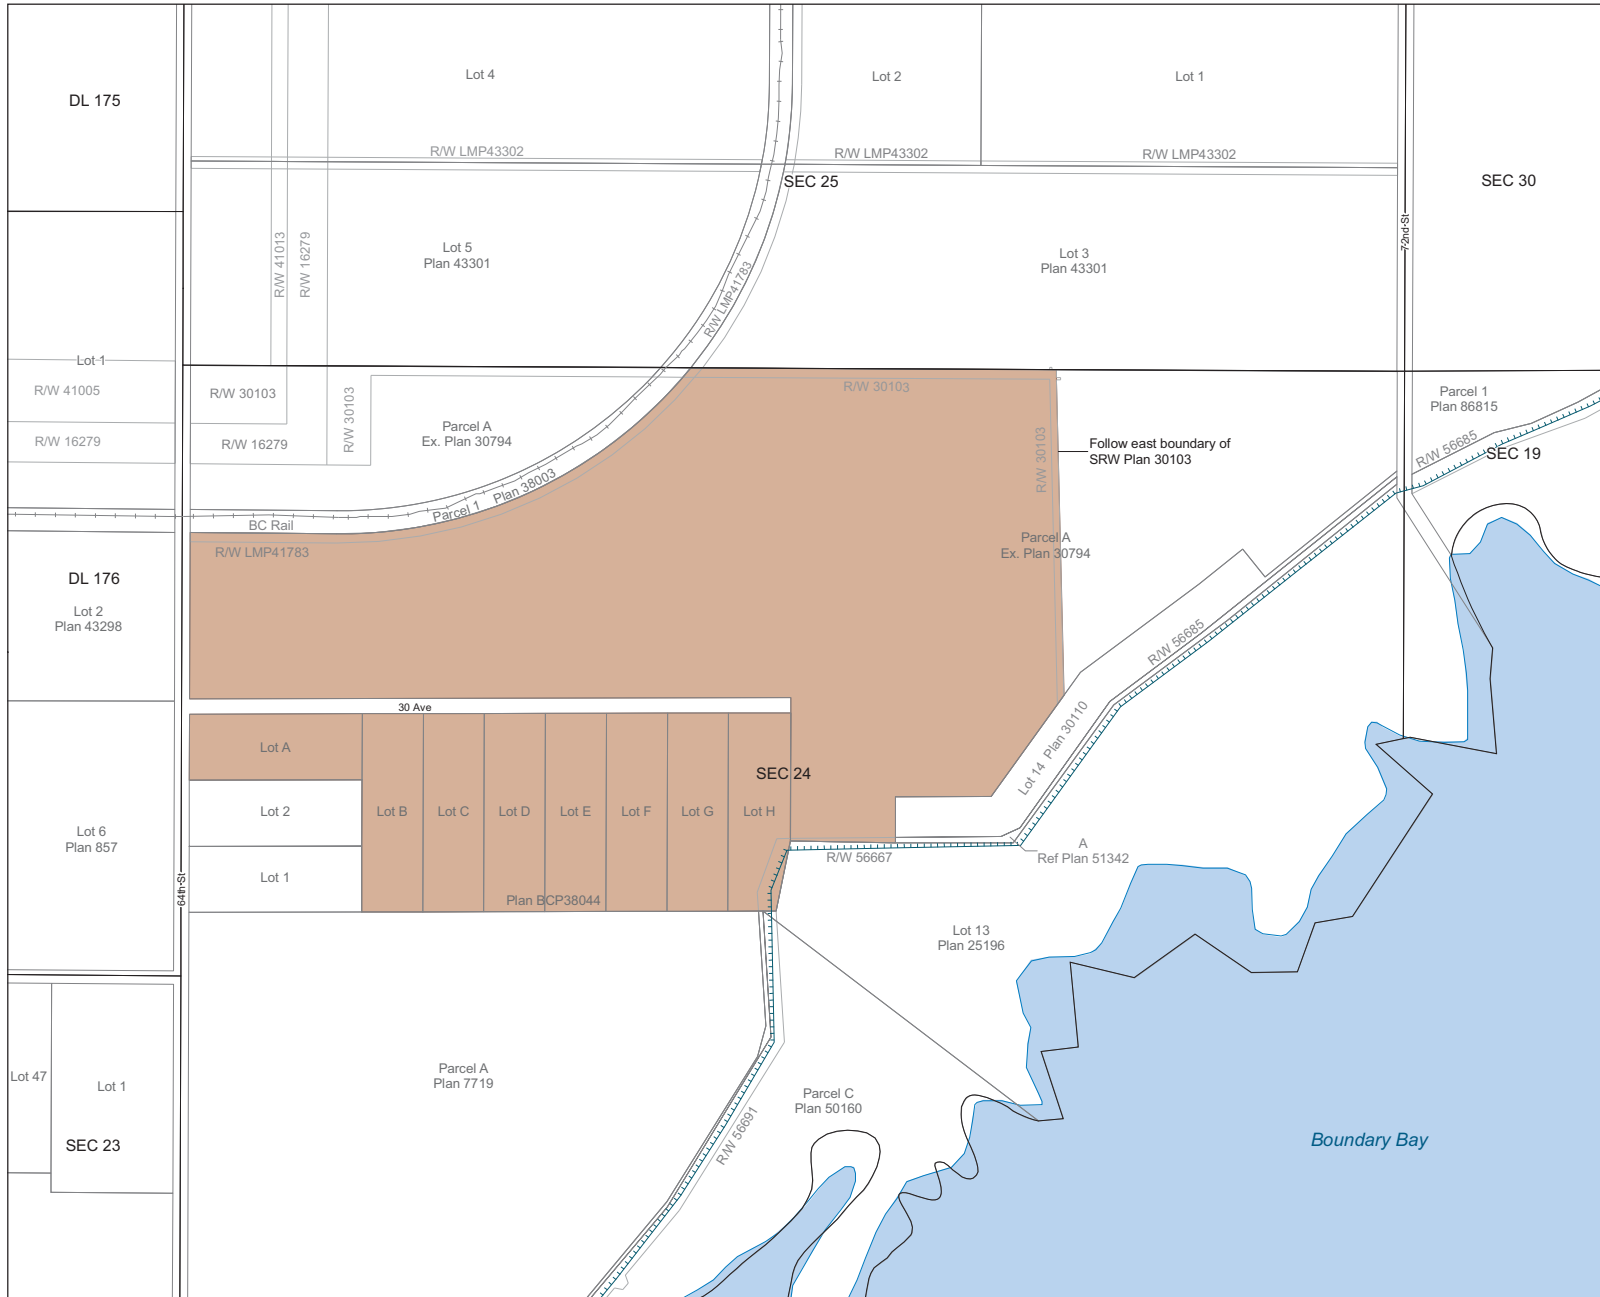 Lot 4
Lot 2
Lot 1
DL 175
R/W LMP43302
R/W LMP43302
R/W LMP43302
SEC 25
SEC 30
R/W 41013
R/W 16279
Lot 5
Plan 43301
R/W LMP41783
Lot 3
Plan 43301
72nd St
Lot 1
R/W 41005
R/W 16279
R/W 30103
R/W 16279
R/W 30103
Parcel A
Ex. Plan 30794
R/W 30103
R/W 30103
Follow east boundary of
SRW Plan 30103
Parcel 1
Plan 86815
R/W 56685
SEC 19
BC Rail
Parcel 1
Plan 38003
R/W LMP41783
Parcel A
Ex. Plan 30794
DL 176
Lot 2
Plan 43298
R/W 56685
30 Ave
Lot 14
Plan 30110
Lot A
SEC 24
Lot 2
Lot B
Lot C
Lot D
Lot E
Lot F
Lot G
Lot H
Lot 6
Plan 857
R/W 56667
A
Ref Plan 51342
Lot 1
64th St
Plan BCP38044
Lot 13
Plan 25196
Lot 47
Lot 1
SEC 23
Parcel A
Plan 7719
R/W 56691
Parcel C
Plan 50160
Boundary Bay